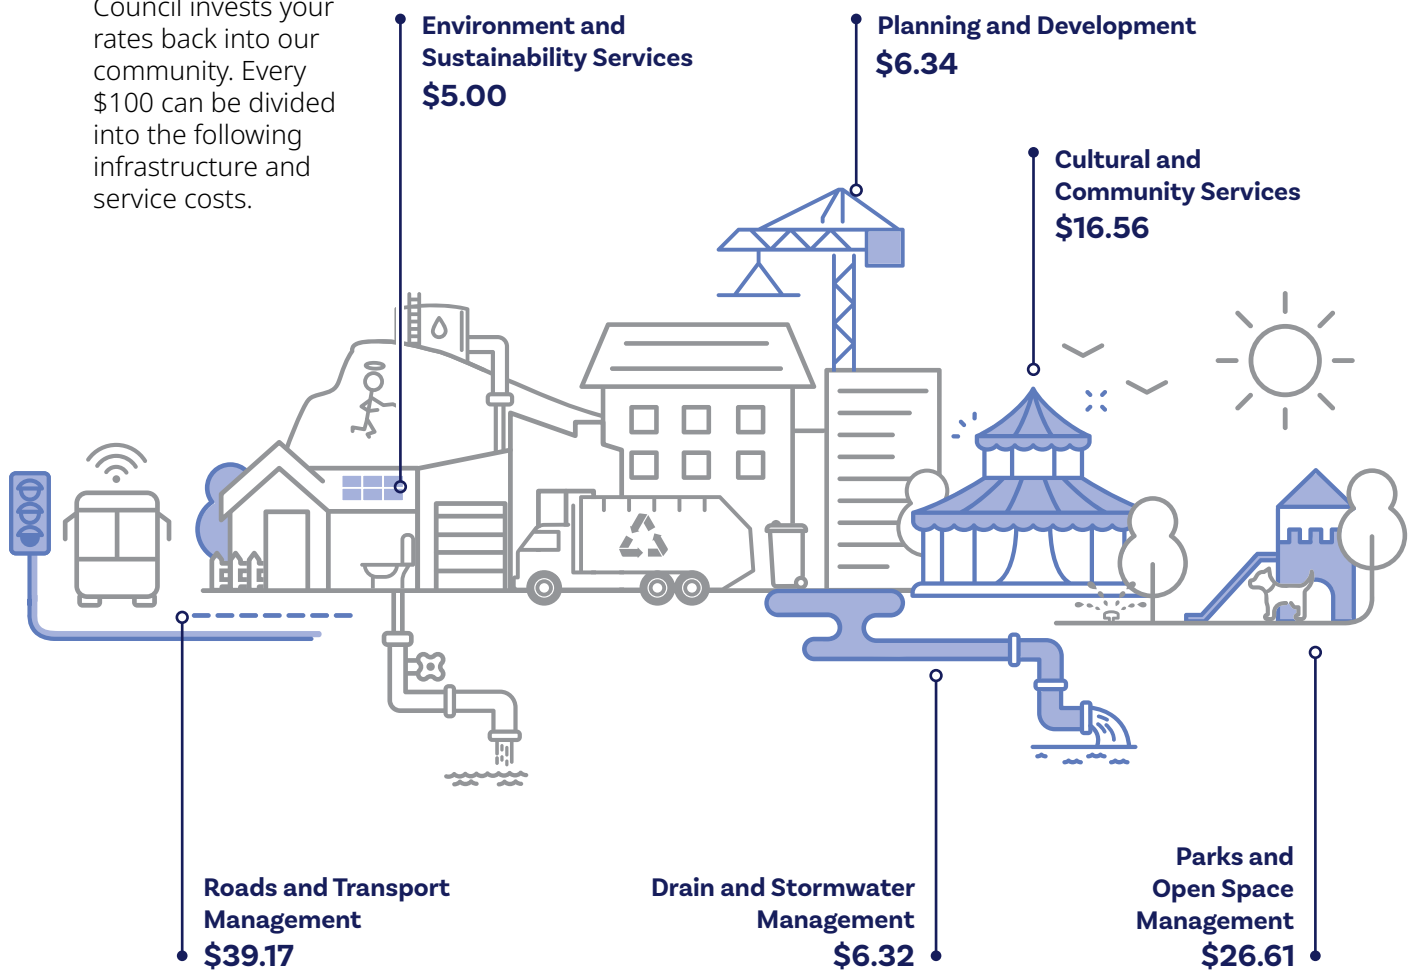 Council invests your
rates back into our
community. Every
$100 can be divided
into the following
infrastructure and
service costs.
Environment and
Sustainability Services
$5.00
Planning and Development
$6.34
Cultural and
Community Services
$16.56
Roads and Transport
Management
$39.17
Drain and Stormwater
Management
$6.32
Parks and
Open Space
Management
$26.61